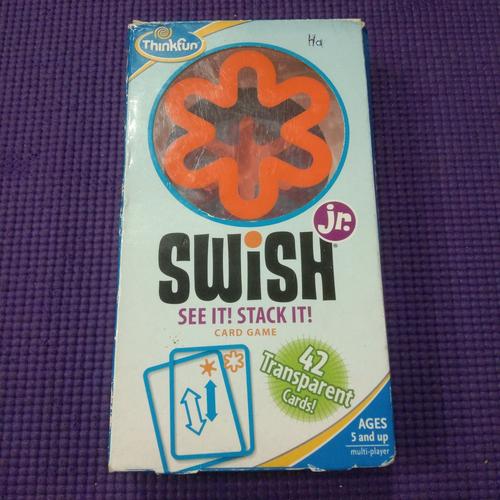 ThinkFun
Ha
jr.
SWiSH®
SEE IT! STACK IT!
CARD GAME
42
Transparent
Cards!
AGES
5 and up
multi-player